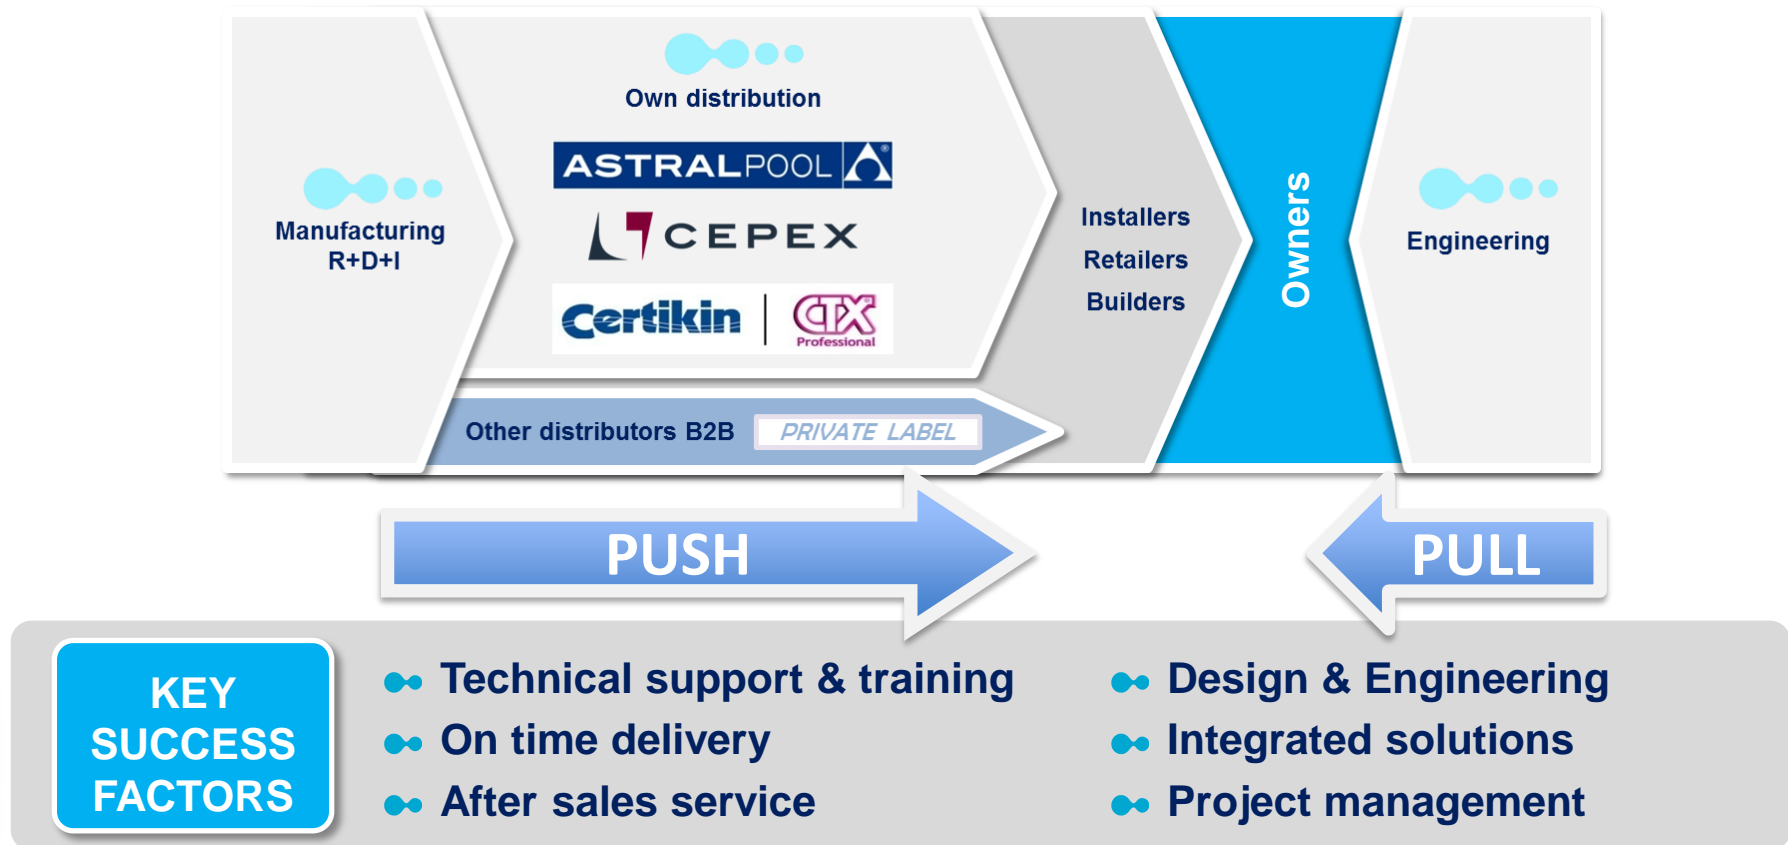 Own distribution
ASTRALPOOL
®
CEPEX
Certikin
CTX
Professional
Manufacturing
R+D+I
Installers
Retailers
Builders
Owners
Engineering
Other distributors B2B
PRIVATE LABEL
PUSH
PULL
KEY
SUCCESS
FACTORS
Technical support & training
On time delivery
After sales service
Design & Engineering
Integrated solutions
Project management